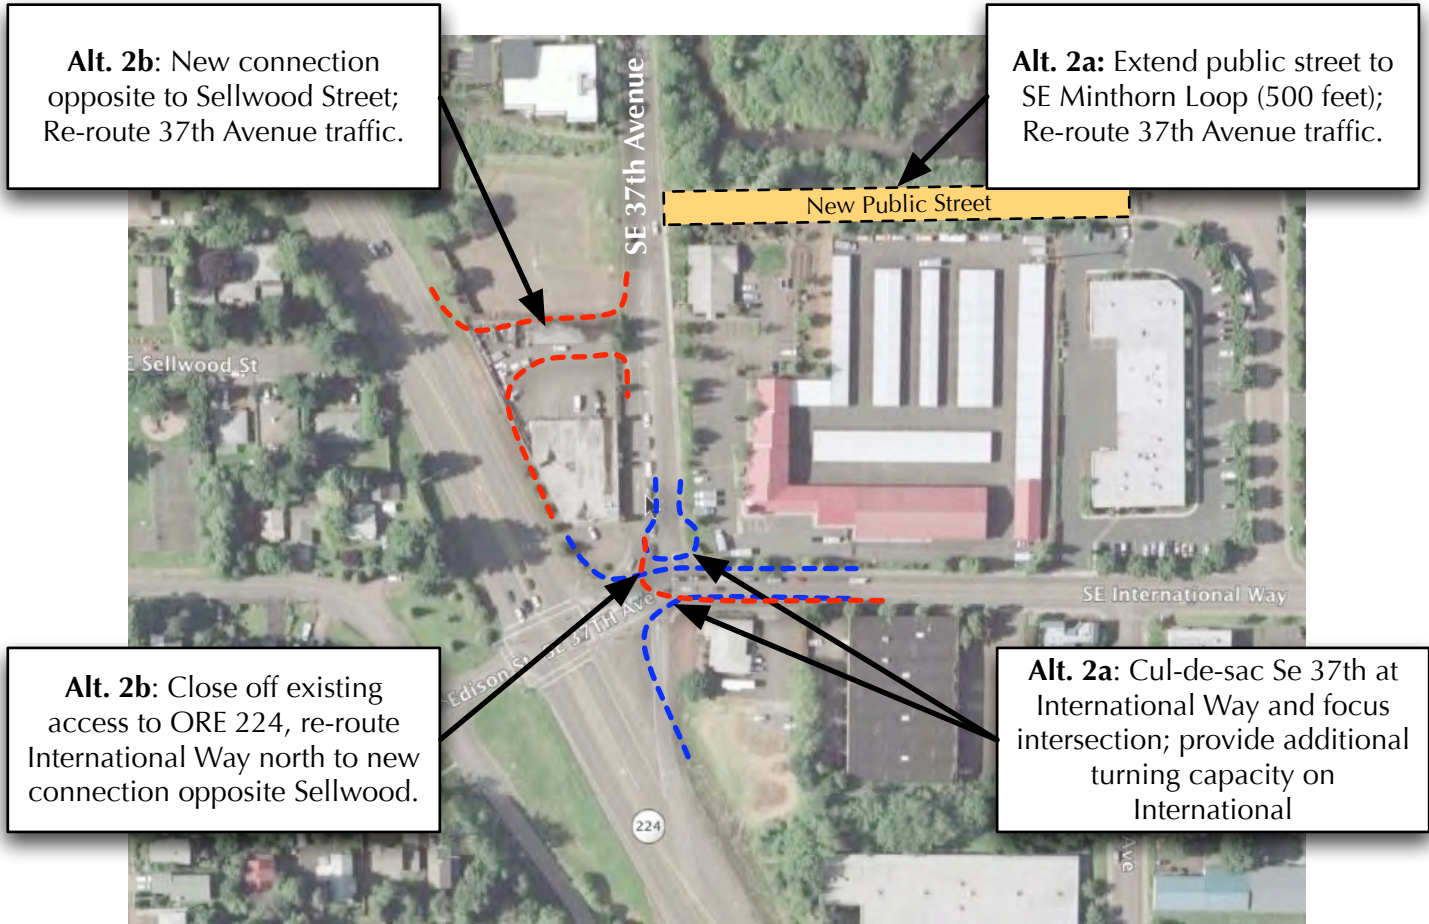 Alt. 2b: New connection
opposite to Sellwood Street;
Re-route 37th Avenue traffic.
Alt. 2a: Extend public street to
SE Minthorn Loop (500 feet);
Re-route 37th Avenue traffic.
SE 37th Avenue
New Public Street
E Sellwood St
SE International Way
SE 37TH Ave
Edison St
Alt. 2b: Close off existing
access to ORE 224, re-route
International Way north to new
connection opposite Sellwood.
Alt. 2a: Cul-de-sac Se 37th at
International Way and focus
intersection; provide additional
turning capacity on
International
224
Ave